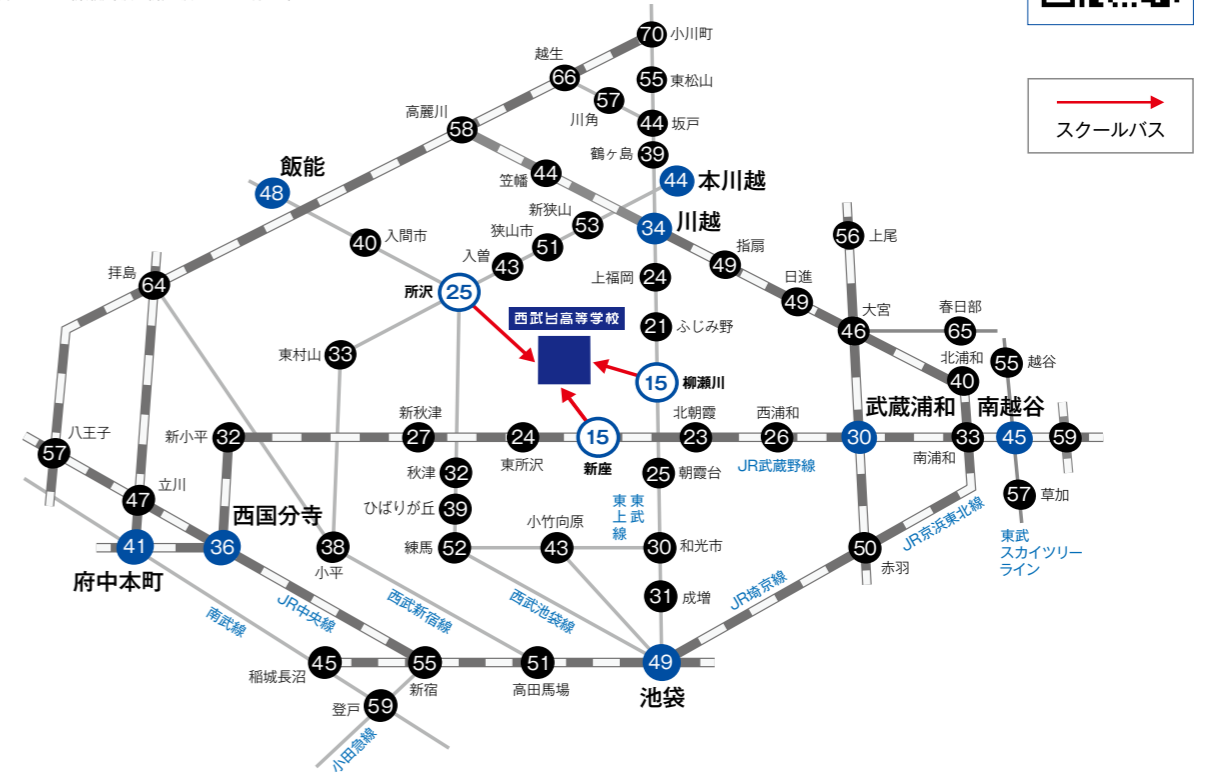 70
小川町
越生
66
55
東松山
57
川角
高麗川
58
44
坂戸
鶴ヶ島
39
飯能
48
笠幡
44
44
本川越
新狭山
53
34
川越
狭山市
51
入間市
40
入曽
43
56
上尾
指扇
49
拝島
64
所沢
25
上福岡
24
日進
49
大宮
46
春日部
65
西武台高等学校
21
ふじみ野
東村山
33
北浦和
40
55
越谷
15
柳瀬川
八王子
57
新小平
32
新秋津
27
24
東所沢
15
新座
北朝霞
23
西浦和
26
JR武蔵野線
武蔵浦和
30
33
南浦和
南越谷
45
59
秋津
32
25
朝霞台
立川
47
ひばりが丘
39
東武
東上線
57
草加
東武
スカイツリー
ライン
41
府中本町
西国分寺
36
38
小平
練馬
52
小竹向原
43
30
和光市
50
赤羽
JR京浜東北線
31
成増
JR埼京線
南武線
JR中央線
西武新宿線
西武池袋線
稲城長沼
45
55
新宿
51
高田馬場
49
池袋
登戸
59
小田急線
スクールバス